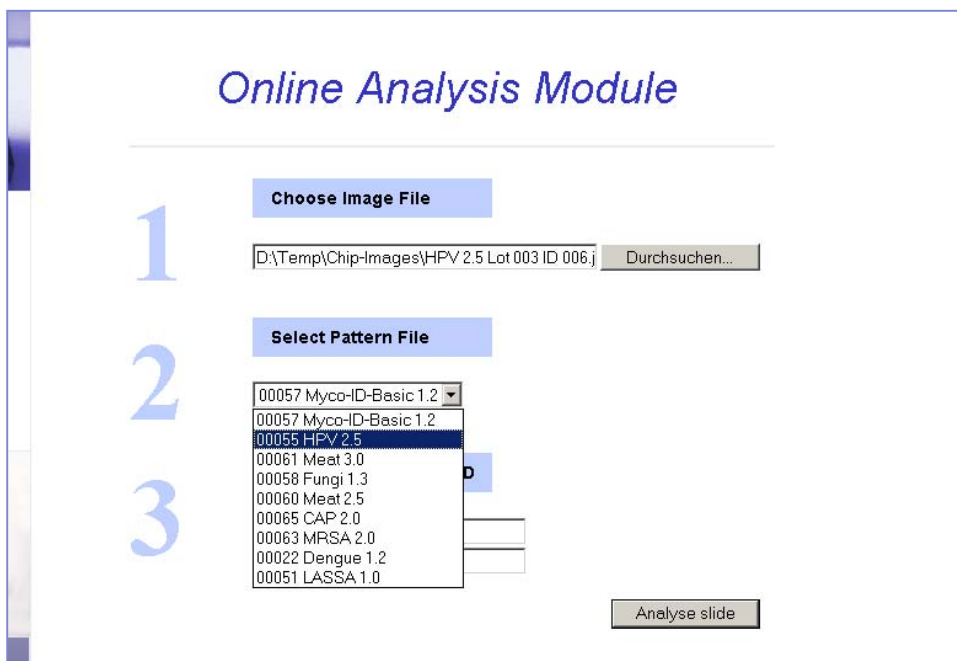 Online Analysis Module
1
Choose Image File
D:\Temp\Chip-Images\HPV 2.5 Lot 003 ID 006.j
Durchsuchen...
2
Select Pattern File
00057 Myco-ID-Basic 1.2
00057 Myco-ID-Basic 1.2
00055 HPV 2.5
00061 Meat 3.0
00058 Fungi 1.3
00060 Meat 2.5
00065 CAP 2.0
00063 MRSA 2.0
00022 Dengue 1.2
00051 LASSA 1.0
3
D
Analyse slide